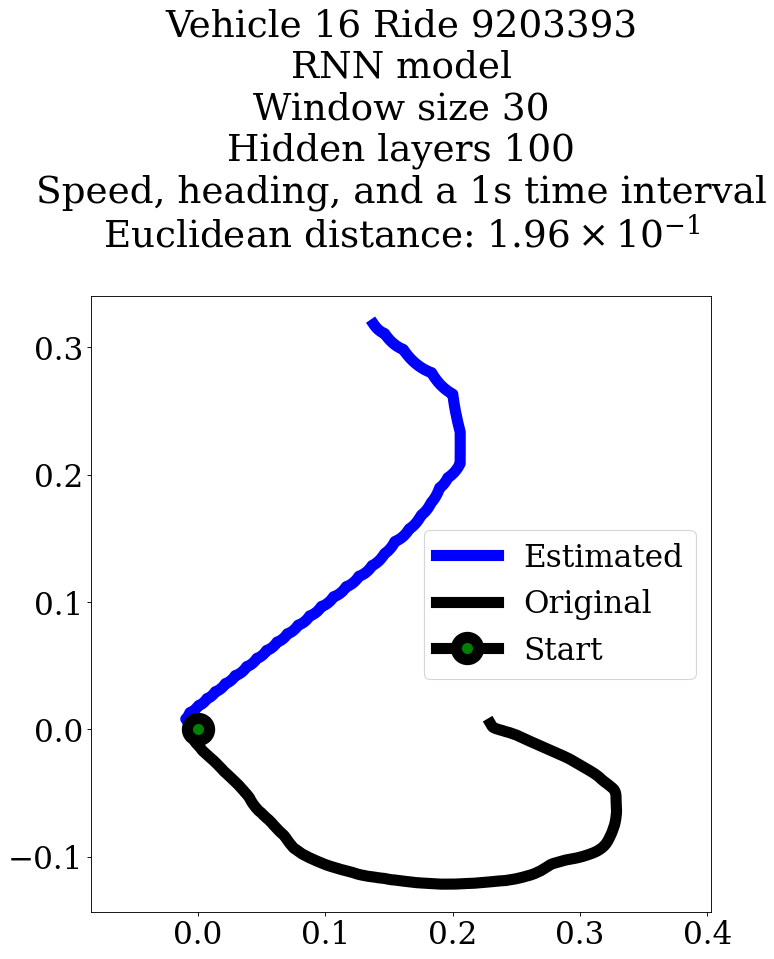 Vehicle 16 Ride 9203393
RNN model
Window size 30
Hidden layers 100
Speed, heading, and a 1s time interval
Euclidean distance: 1.96 × 10⁻¹
0.3
0.2
0.1
0.0
−0.1
Estimated
Original
Start
0.0 0.1 0.2 0.3 0.4